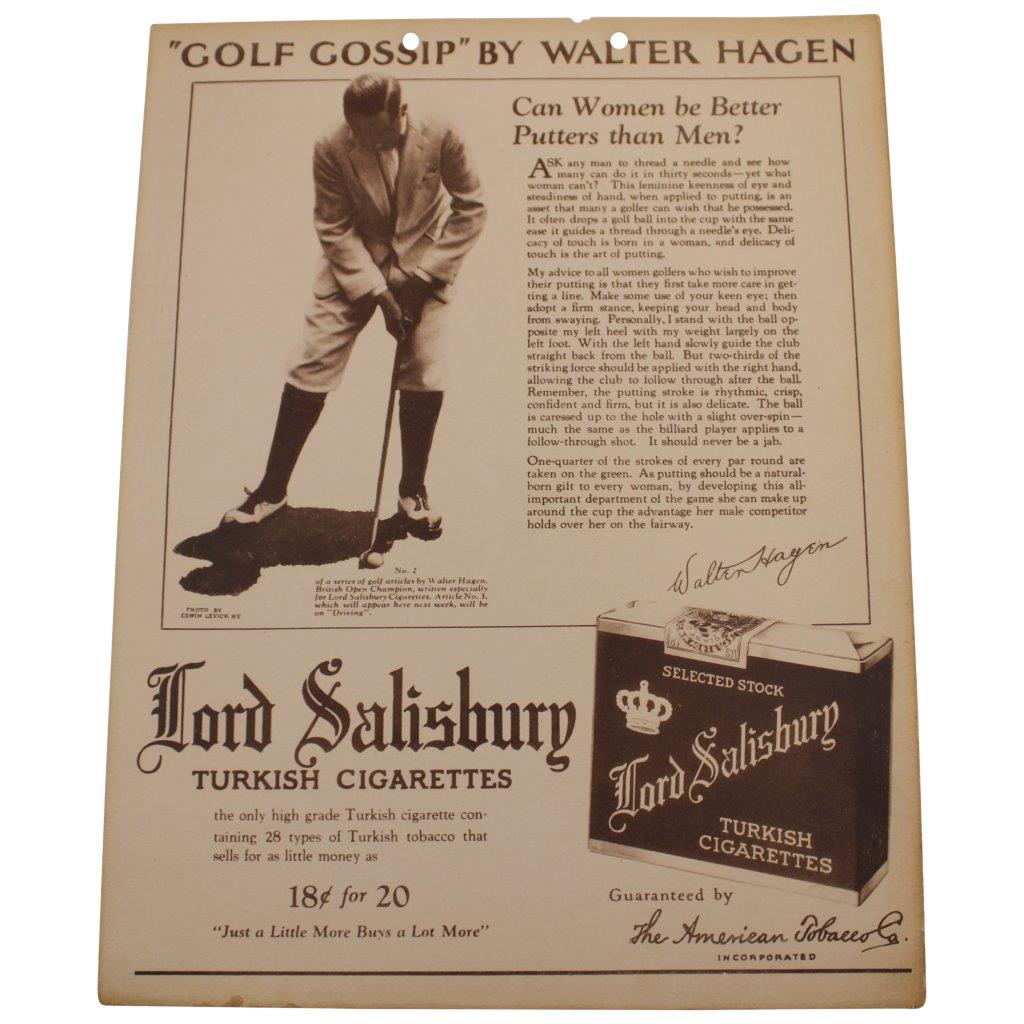 "GOLF GOSSIP" BY WALTER HAGEN
Can Women be Better
Putters than Men?
ASK any man to thread a needle and see how
many can do it in thirty seconds—yet what
woman can't? This feminine keenness of eye and
steadiness of hand, when applied to putting, is an
asset that many a golfer can wish that he possessed.
It often drops a golf ball into the cup with the same
ease it guides a thread through a needle's eye. Deli-
cacy of touch is born in a woman, and delicacy of
touch is the art of putting.
My advice to all women golfers who wish to improve
their putting is that they first take more care in get-
ting a line. Make some use of your keen eye; then
adopt a firm stance, keeping your head and body
from swaying. Personally, I stand with the ball op-
posite my left heel with my weight largely on the
left foot. With the left hand slowly guide the club
straight back from the ball. But two-thirds of the
striking force should be applied with the right hand,
allowing the club to follow through after the ball.
Remember, the putting stroke is rhythmic, crisp,
confident and firm, but it is also delicate. The ball
is caressed up to the hole with a slight over-spin—
much the same as the billiard player applies to a
follow-through shot. It should never be a jab.
One-quarter of the strokes of every par round are
taken on the green. As putting should be a natural-
born gift to every woman, by developing this all-
important department of the game she can make up
around the cup the advantage her male competitor
holds over her on the fairway.
Walter Hagen
No. 2
of a series of golf articles by Walter Hagen,
British Open Champion, written especially
for Lord Salisbury Cigarettes. Article No. 3,
which will appear here next week, will be
on "Driving".
PHOTO BY
EDWIN LEVICK N.Y.
Lord Salisbury
TURKISH CIGARETTES
the only high grade Turkish cigarette con-
taining 28 types of Turkish tobacco that
sells for as little money as
18¢ for 20
"Just a Little More Buys a Lot More"
SELECTED STOCK
Lord Salisbury
TURKISH
CIGARETTES
Guaranteed by
The American Tobacco Co.
INCORPORATED